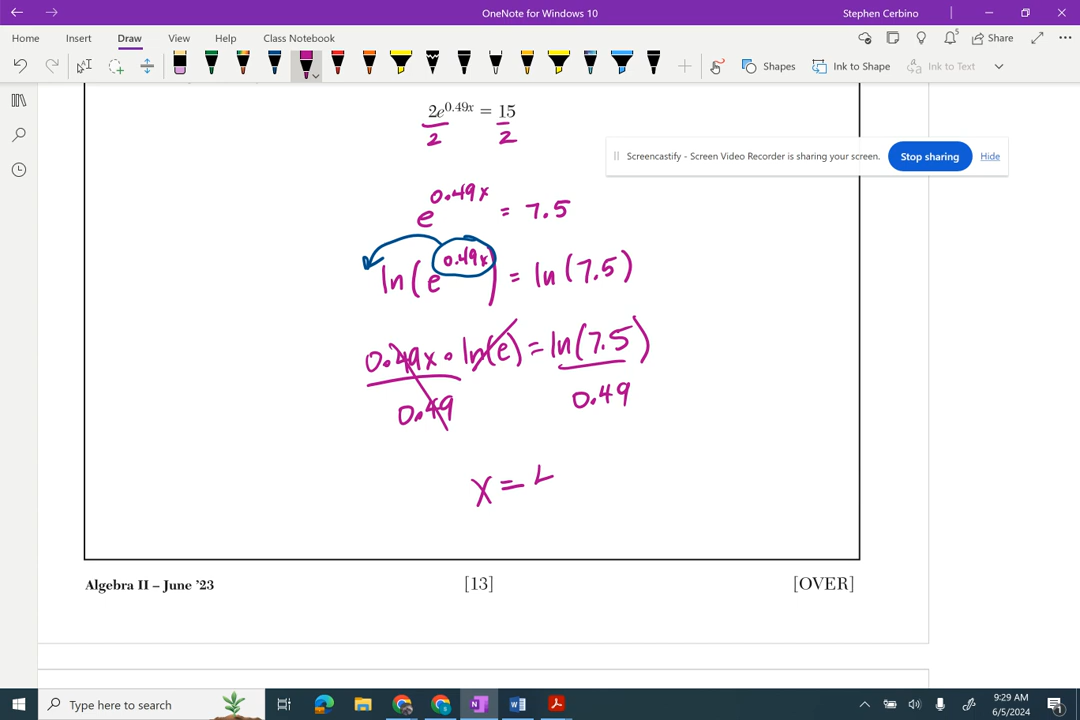 OneNote for Windows 10
Stephen Cerbino
Home Insert Draw View Help Class Notebook
5 Share
Shapes Ink to Shape Ink to Text
2e^{0.49x} = 15
2 2
Screencastify - Screen Video Recorder is sharing your screen. Stop sharing Hide
e^{0.49x} = 7.5
ln(e^{0.49x}) = ln(7.5)
0.49x • ln(e) = ln(7.5)
0.49 0.49
x =
Algebra II – June '23 [13] [OVER]
Type here to search
9:29 AM
6/5/2024
1